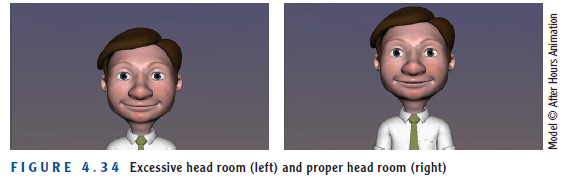 Model © After Hours Animation
FIGURE 4.34 Excessive head room (left) and proper head room (right)